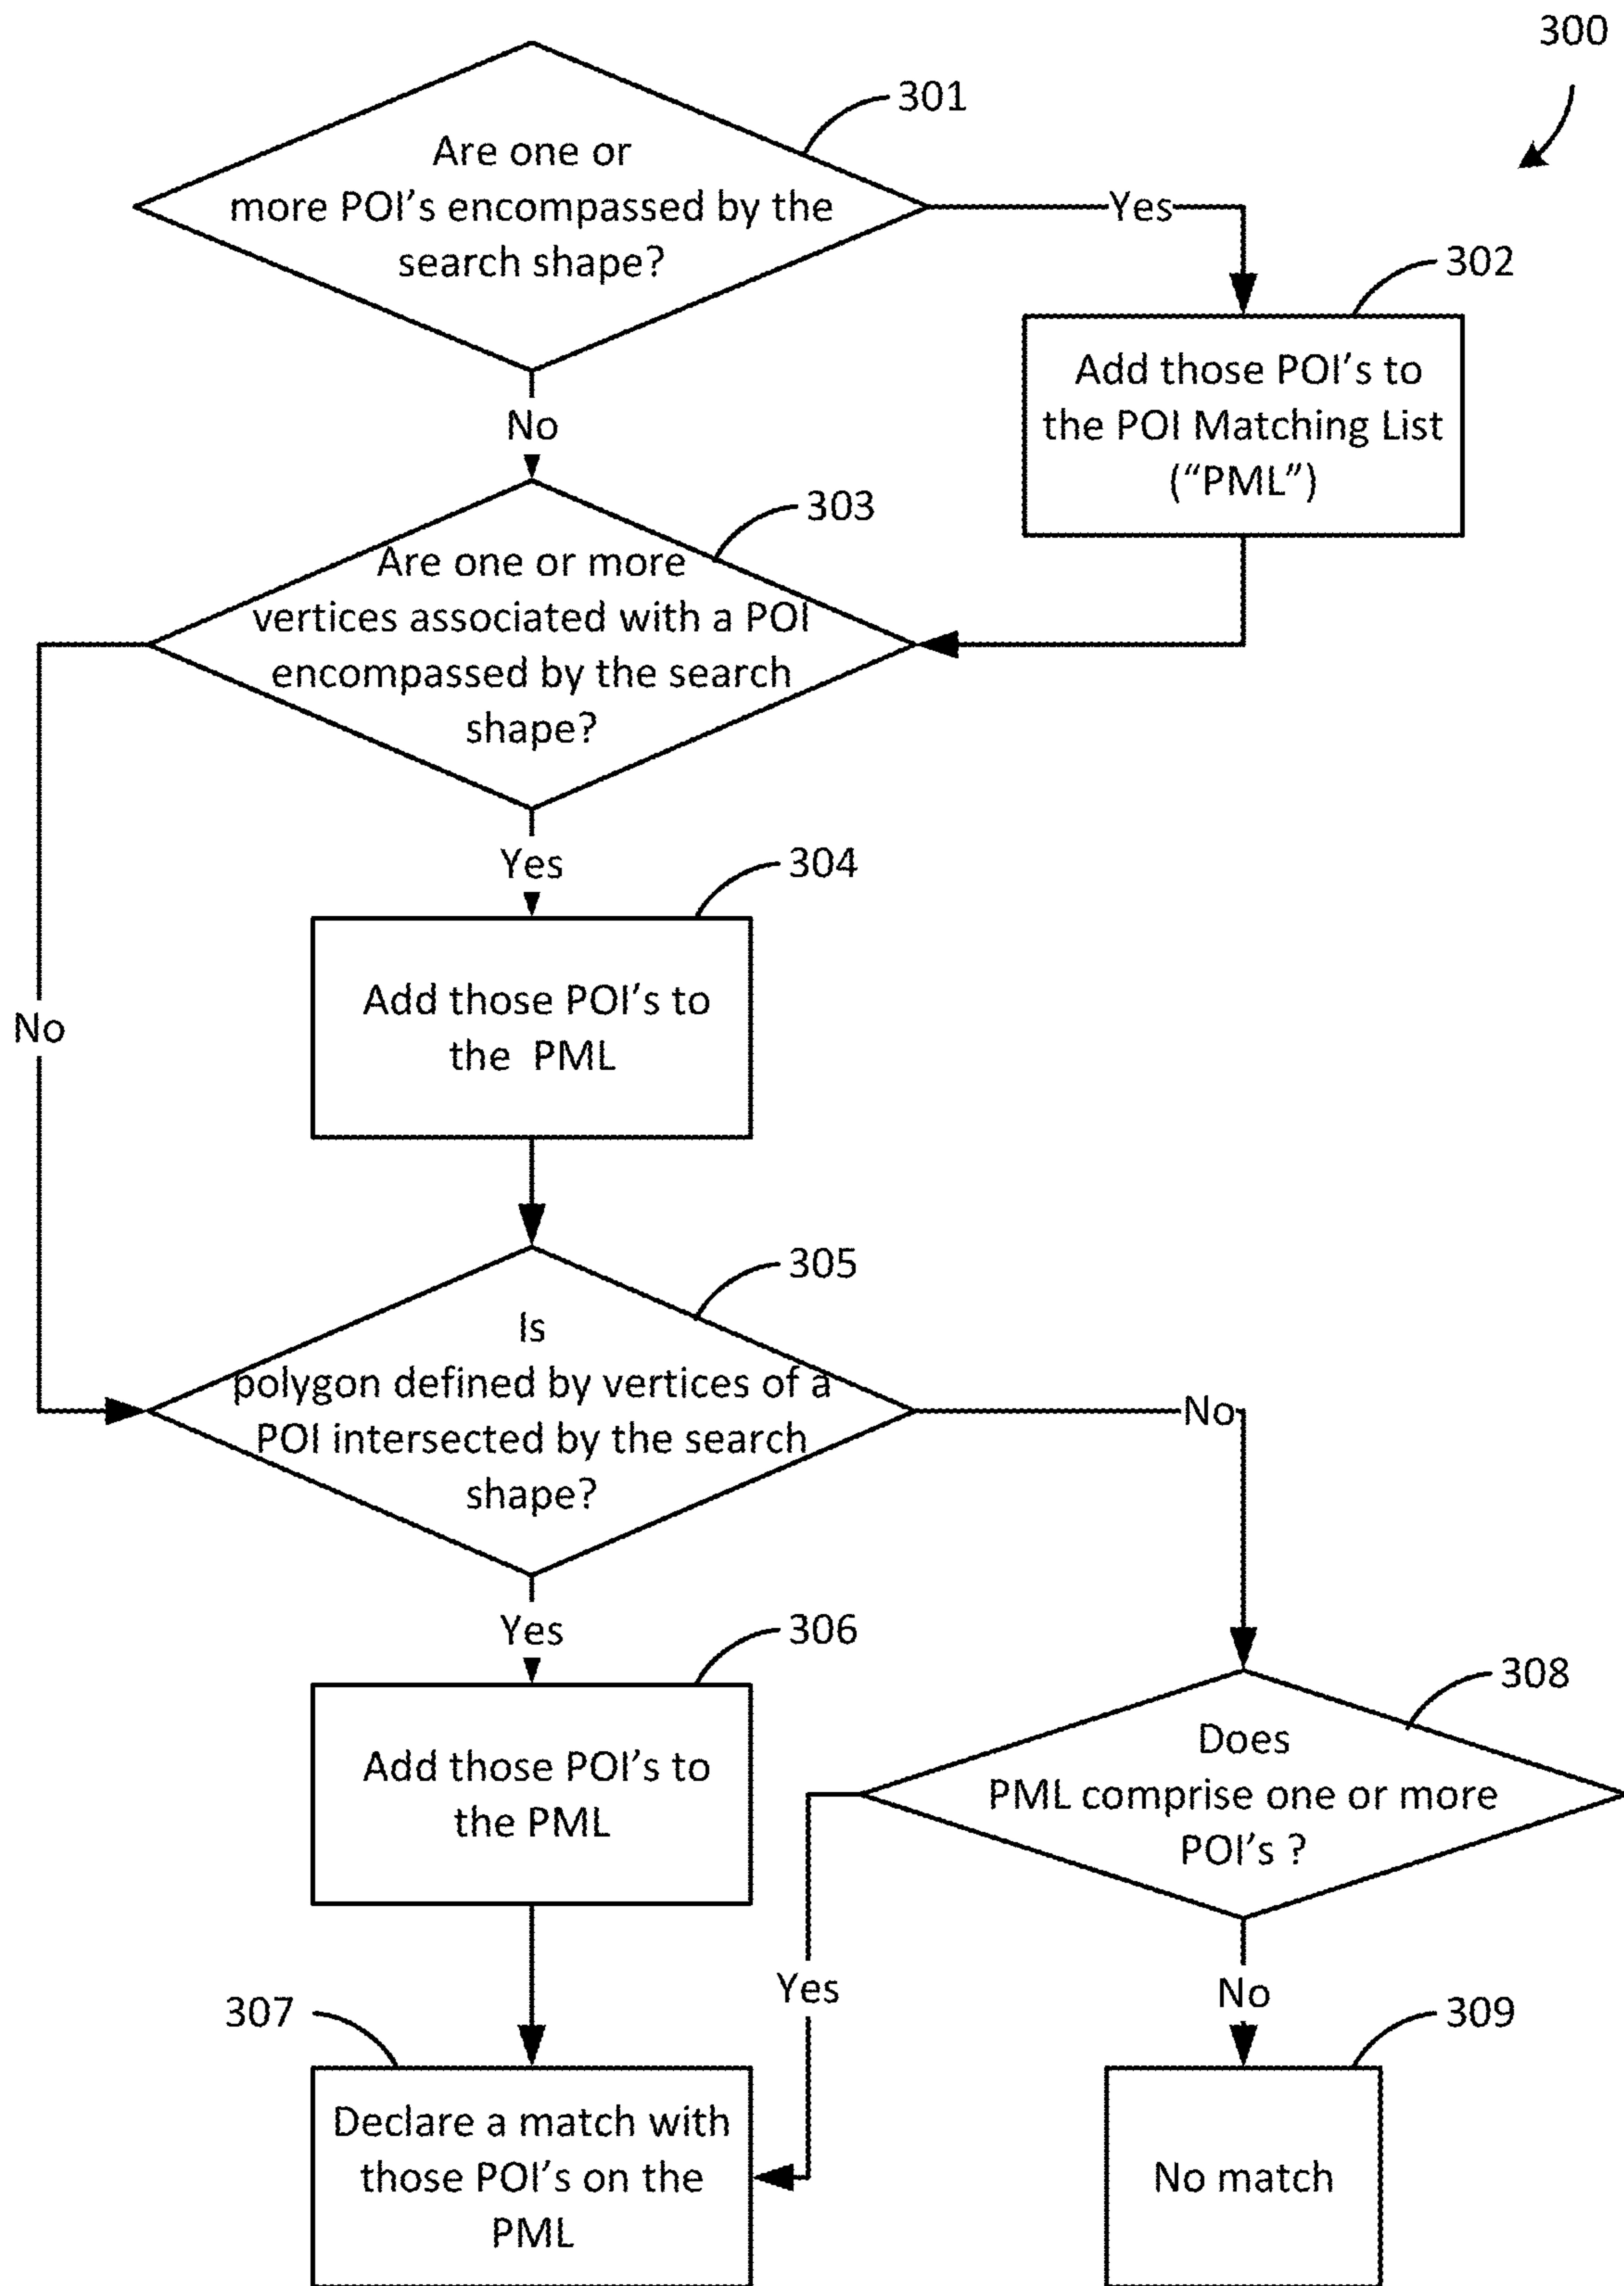 300
301
Are one or
more POI's encompassed by the
search shape?
Yes
302
Add those POI's to
the POI Matching List
(“PML”)
No
303
Are one or more
vertices associated with a POI
encompassed by the search
shape?
Yes
304
Add those POI's to
the PML
No
305
Is
polygon defined by vertices of a
POI intersected by the search
shape?
No
Yes
306
Add those POI's to
the PML
308
Does
PML comprise one or more
POI's ?
Yes
No
307
Declare a match with
those POI's on the
PML
309
No match